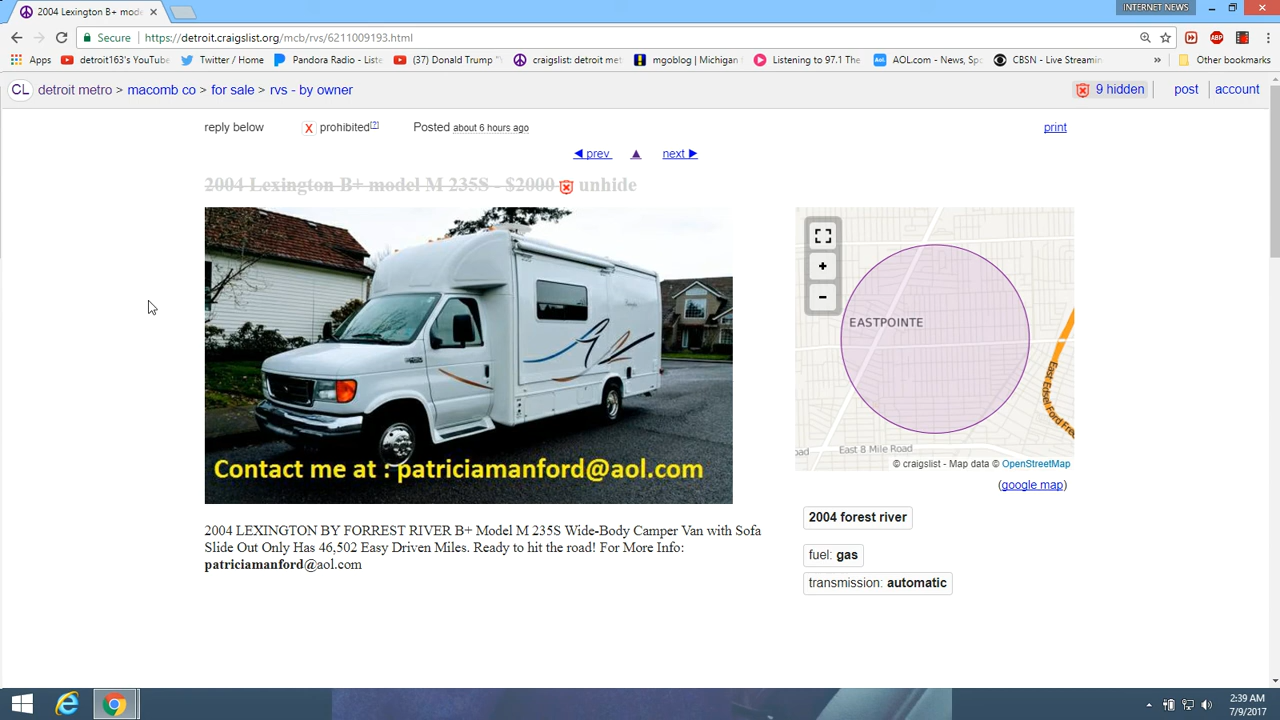 2004 Lexington B+ mode
INTERNET NEWS
Secure
https://detroit.craigslist.org/mcb/rvs/6211009193.html
Apps
detroit163's YouTube
Twitter / Home
Pandora Radio - Liste
(37) Donald Trump "
craigslist: detroit met
mgoblog | Michigan
Listening to 97.1 The
AOL.com - News, Sp
CBSN - Live Streamin
»
Other bookmarks
CL detroit metro > macomb co > for sale > rvs - by owner
9 hidden
post
account
reply below
X prohibited[?]
Posted about 6 hours ago
print
◀ prev ▲ next ▶
2004 Lexington B+ model M 235S - $2000 unhide
Contact me at : patriciamanford@aol.com
+
−
EASTPOINTE
East Edsel Ford Fre
oad
East 8 Mile Road
© craigslist - Map data © OpenStreetMap
(google map)
2004 LEXINGTON BY FORREST RIVER B+ Model M 235S Wide-Body Camper Van with Sofa
Slide Out Only Has 46,502 Easy Driven Miles. Ready to hit the road! For More Info:
patriciamanford@aol.com
2004 forest river
fuel: gas
transmission: automatic
2:39 AM
7/9/2017